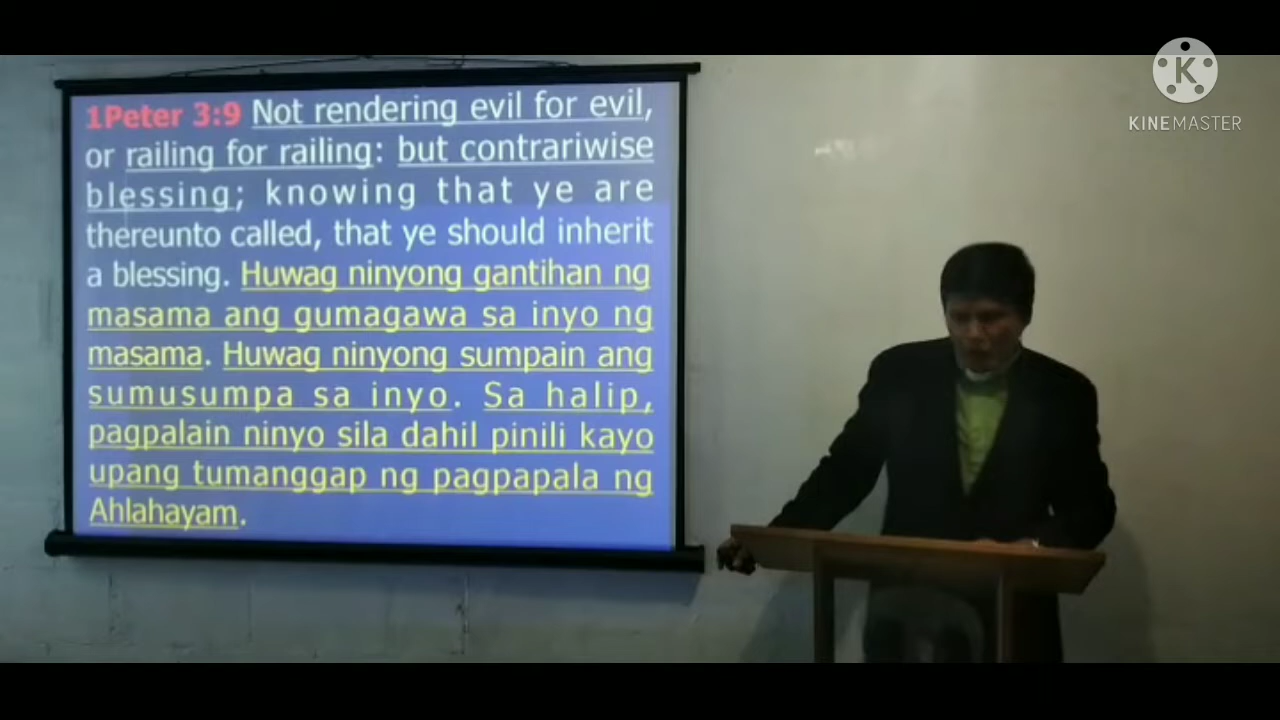 1Peter 3:9 Not rendering evil for evil,
or railing for railing: but contrariwise
blessing; knowing that ye are
thereunto called, that ye should inherit
a blessing. Huwag ninyong gantihan ng
masama ang gumagawa sa inyo ng
masama. Huwag ninyong sumpain ang
sumusumpa sa inyo. Sa halip,
pagpalain ninyo sila dahil pinili kayo
upang tumanggap ng pagpapala ng
Ahlahayam.
K
KINEMASTER